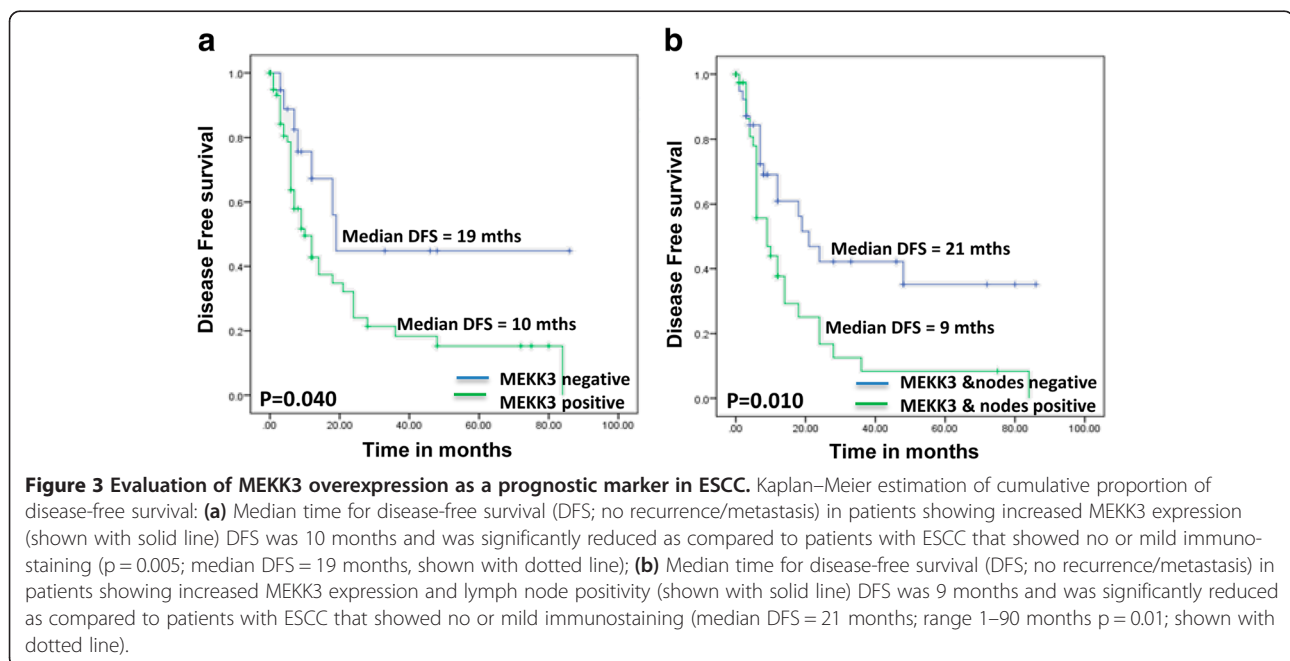 a
b
Disease Free survival
1.0
0.8
0.6
0.4
0.2
0.0
Median DFS = 19 mths
Median DFS = 10 mths
MEKK3 negative
MEKK3 positive
P=0.040
.00 20.00 40.00 60.00 80.00 100.00
Time in months
Disease Free survival
1.0
0.8
0.6
0.4
0.2
0.0
Median DFS = 21 mths
Median DFS = 9 mths
MEKK3 &nodes negative
MEKK3 & nodes positive
P=0.010
.00 20.00 40.00 60.00 80.00 100.00
Time in months
Figure 3 Evaluation of MEKK3 overexpression as a prognostic marker in ESCC. Kaplan–Meier estimation of cumulative proportion of
disease-free survival: (a) Median time for disease-free survival (DFS; no recurrence/metastasis) in patients showing increased MEKK3 expression
(shown with solid line) DFS was 10 months and was significantly reduced as compared to patients with ESCC that showed no or mild immuno-
staining (p = 0.005; median DFS = 19 months, shown with dotted line); (b) Median time for disease-free survival (DFS; no recurrence/metastasis) in
patients showing increased MEKK3 expression and lymph node positivity (shown with solid line) DFS was 9 months and was significantly reduced
as compared to patients with ESCC that showed no or mild immunostaining (median DFS = 21 months; range 1–90 months p = 0.01; shown with
dotted line).